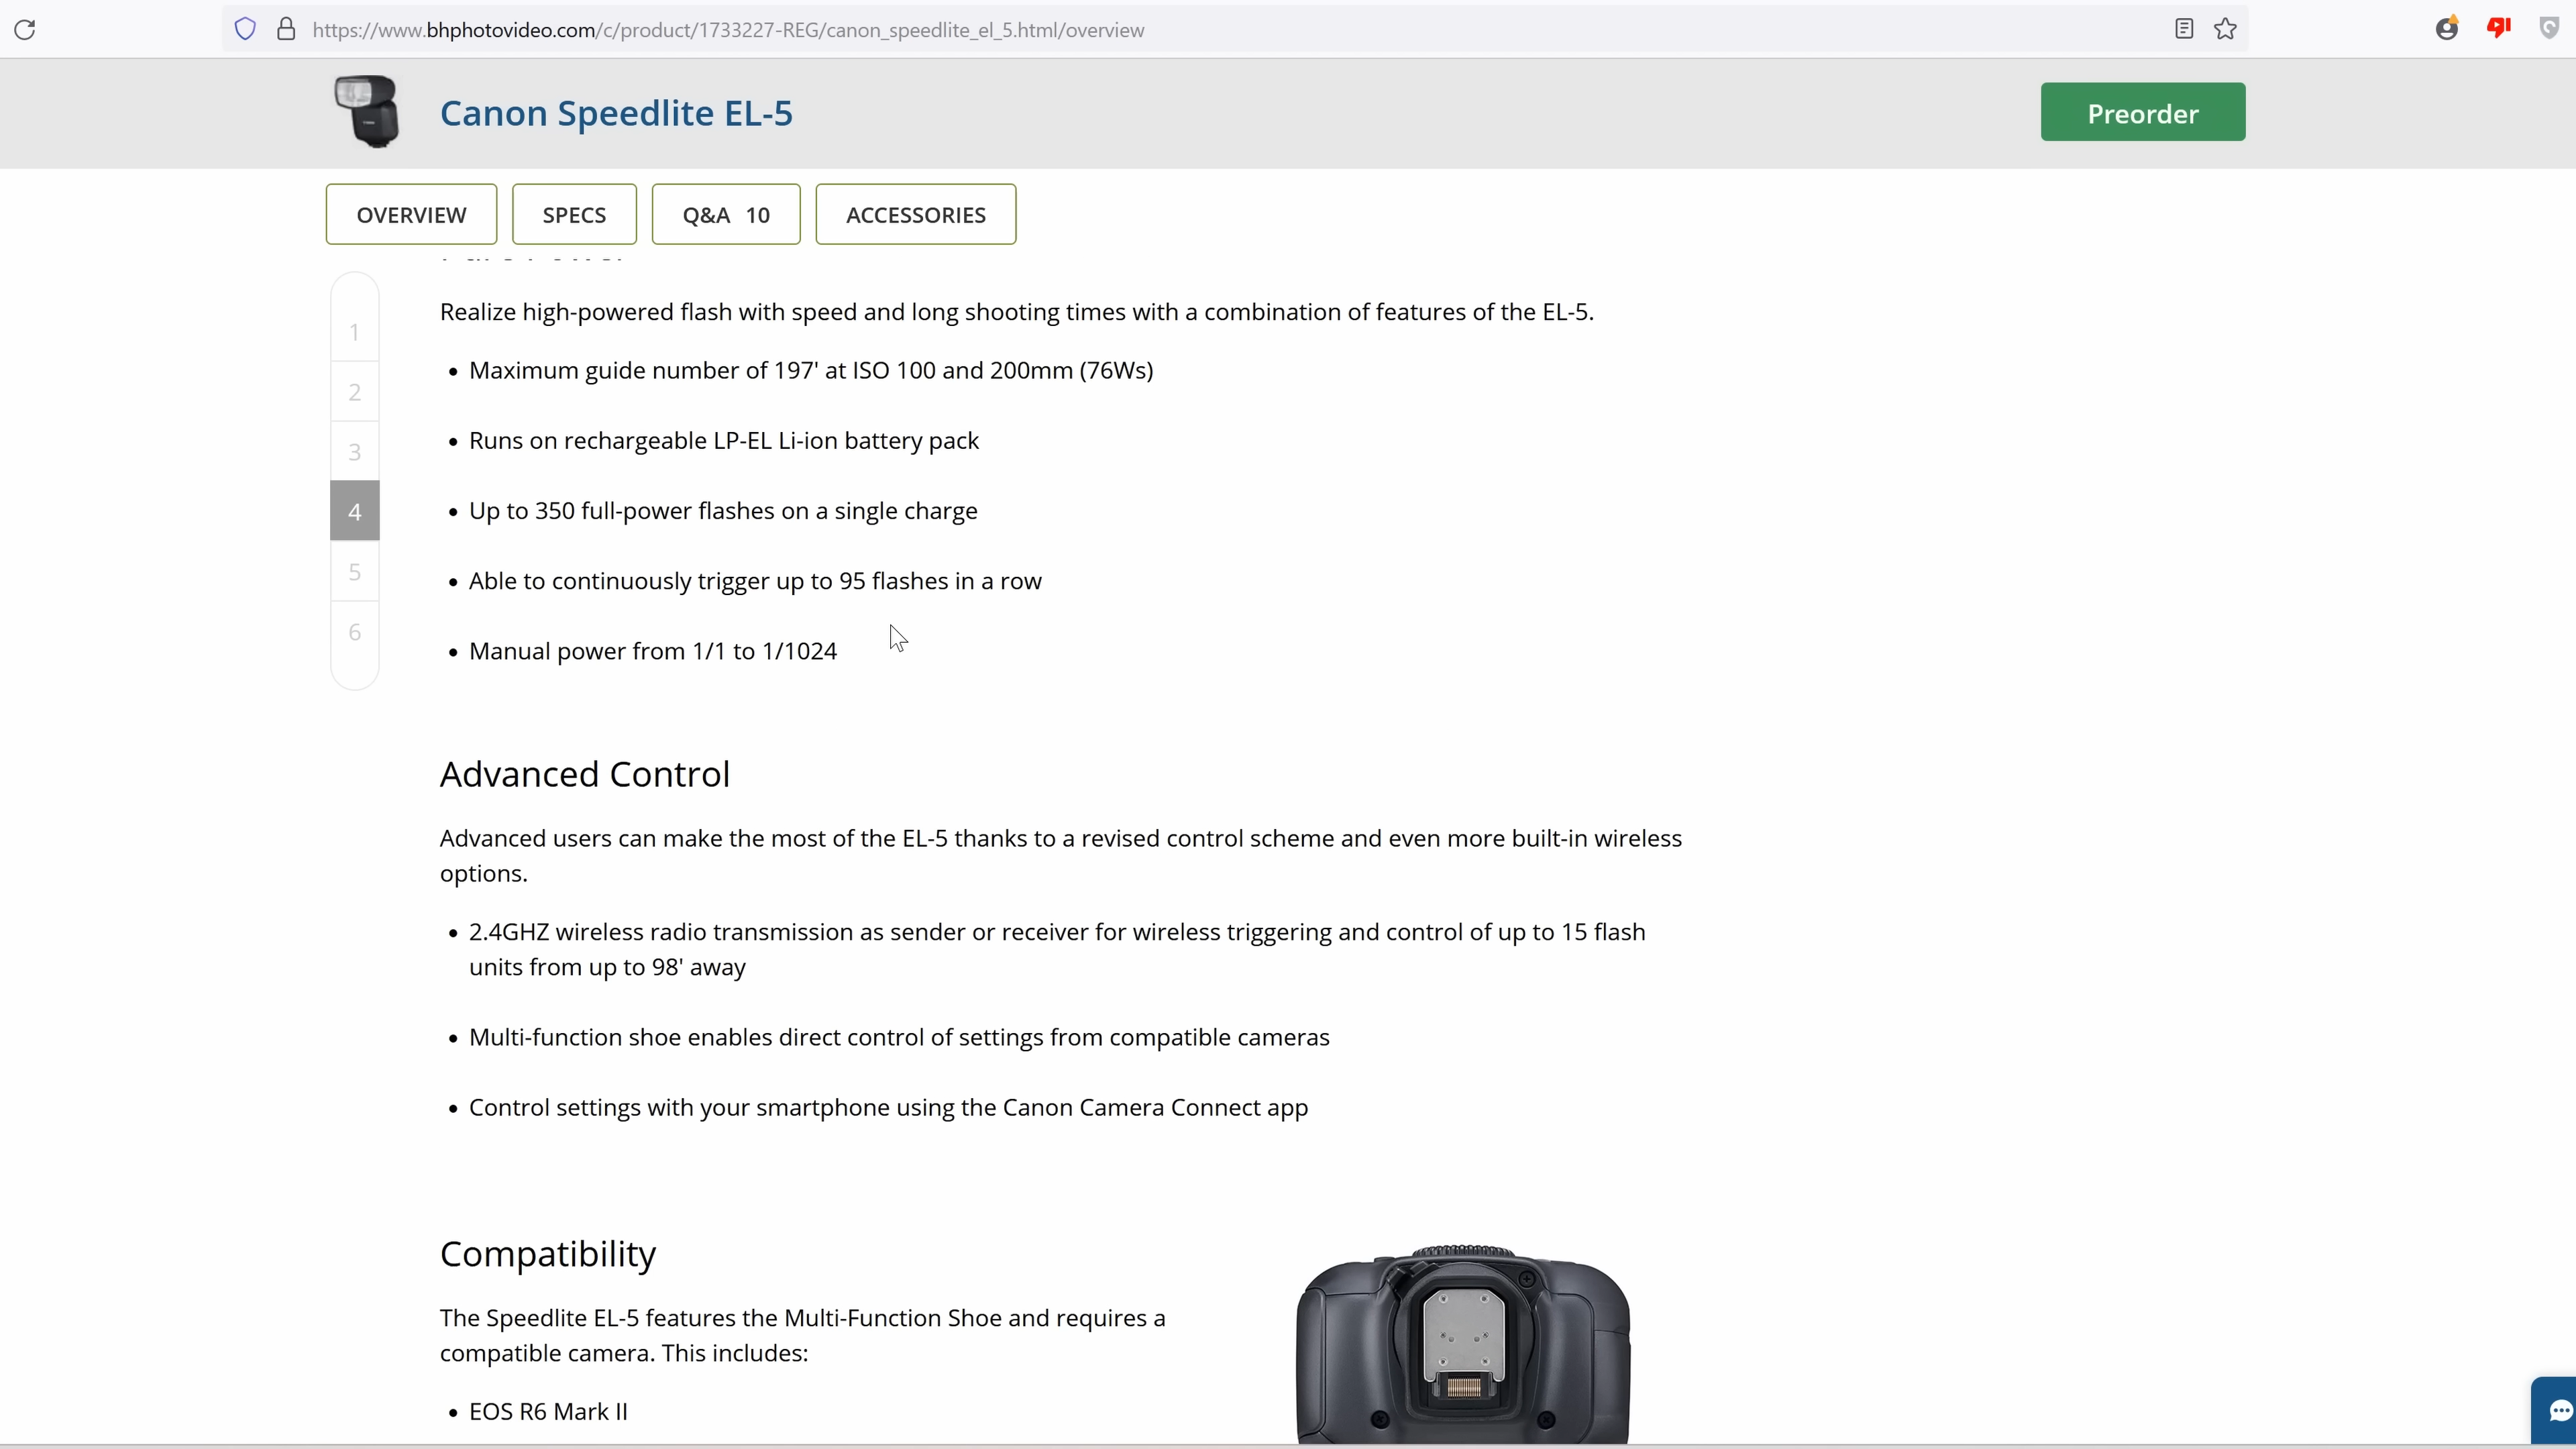 https://www.bhphotovideo.com/c/product/1733227-REG/canon_speedlite_el_5.html/overview
Canon Speedlite EL-5
Preorder
OVERVIEW
SPECS
Q&A 10
ACCESSORIES
1
2
3
4
5
6
Realize high-powered flash with speed and long shooting times with a combination of features of the EL-5.
• Maximum guide number of 197' at ISO 100 and 200mm (76Ws)
• Runs on rechargeable LP-EL Li-ion battery pack
• Up to 350 full-power flashes on a single charge
• Able to continuously trigger up to 95 flashes in a row
• Manual power from 1/1 to 1/1024
Advanced Control
Advanced users can make the most of the EL-5 thanks to a revised control scheme and even more built-in wireless
options.
• 2.4GHZ wireless radio transmission as sender or receiver for wireless triggering and control of up to 15 flash
units from up to 98' away
• Multi-function shoe enables direct control of settings from compatible cameras
• Control settings with your smartphone using the Canon Camera Connect app
Compatibility
The Speedlite EL-5 features the Multi-Function Shoe and requires a
compatible camera. This includes:
• EOS R6 Mark II